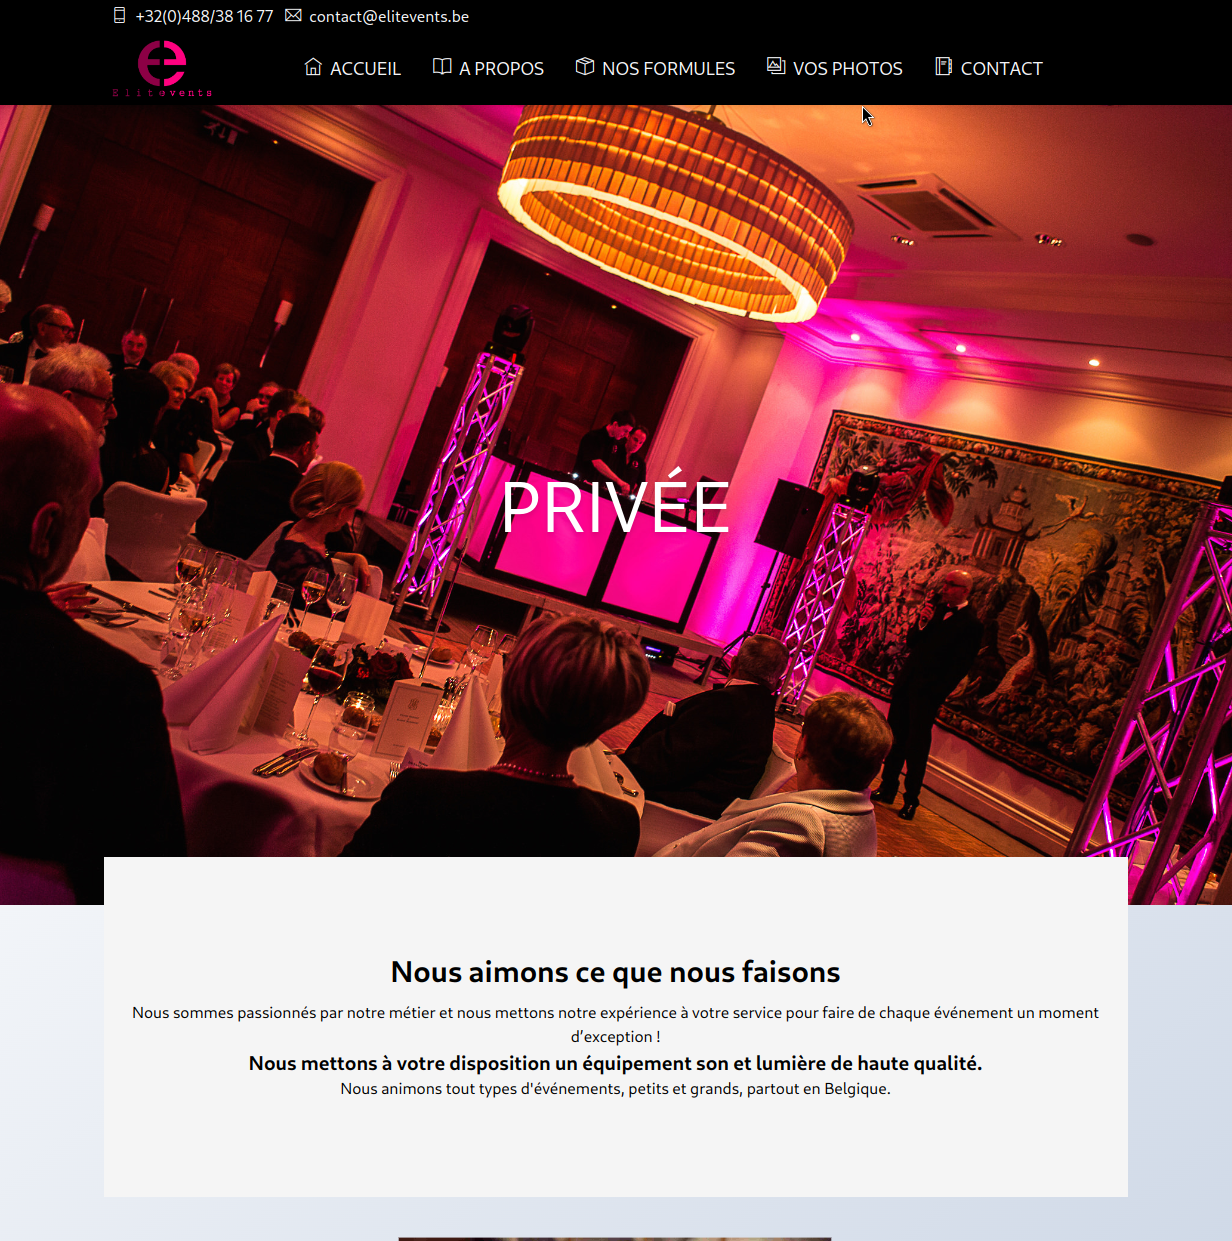 +32(0)488/38 16 77 contact@elitevents.be
Elitevents
ACCUEIL A PROPOS NOS FORMULES VOS PHOTOS CONTACT
PRIVÉE
Nous aimons ce que nous faisons
Nous sommes passionnés par notre métier et nous mettons notre expérience à votre service pour faire de chaque événement un moment
d’exception !
Nous mettons à votre disposition un équipement son et lumière de haute qualité.
Nous animons tout types d'événements, petits et grands, partout en Belgique.